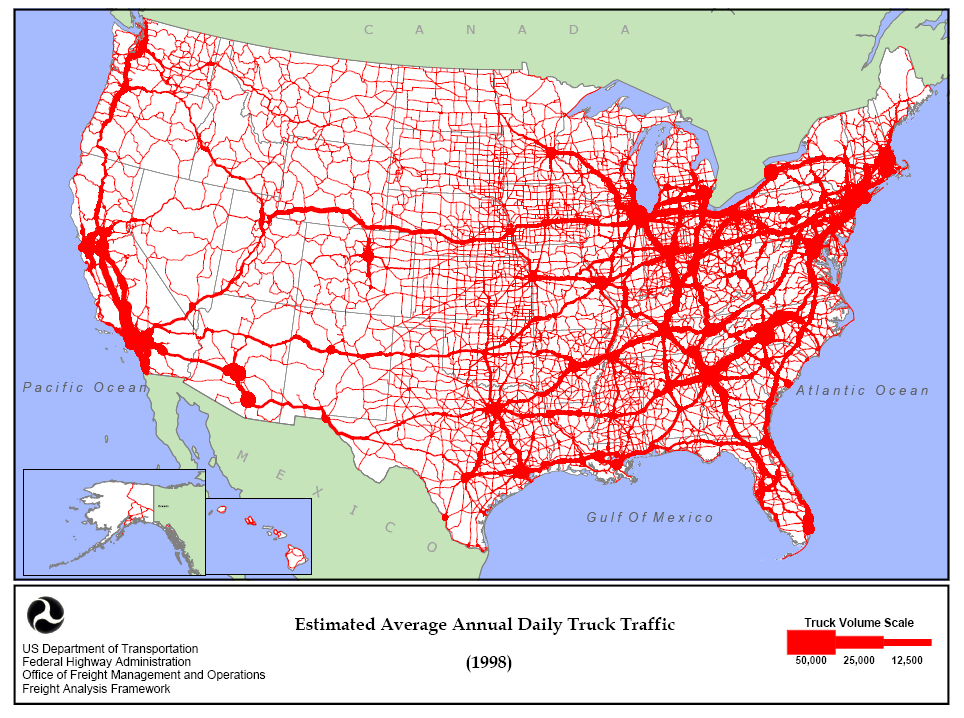 C A N A D A
Pacific Ocean
Atlantic Ocean
M E X I C O
Gulf Of Mexico
Estimated Average Annual Daily Truck Traffic
(1998)
US Department of Transportation
Federal Highway Administration
Office of Freight Management and Operations
Freight Analysis Framework
Truck Volume Scale
50,000 25,000 12,500